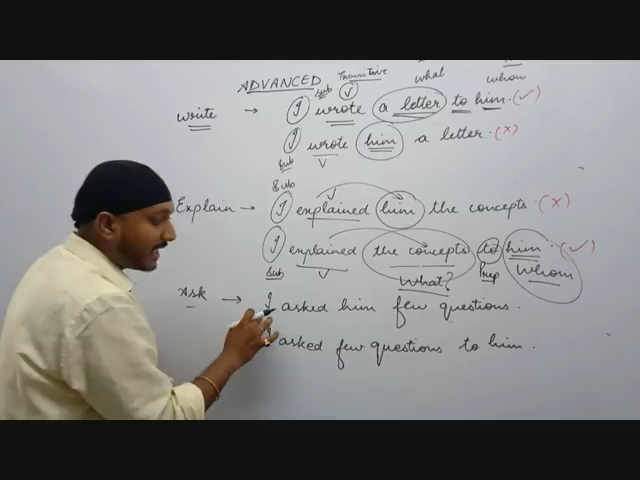 ADVANCED sub Transitive what whom
V
write → I wrote a letter to him. (✓)
I wrote him a letter. (x)
sub V
sub V
Explain → I explained him the concepts. (x)
I explained the concepts to him. (✓)
sub V What? Prep whom
Ask → I asked him few questions.
asked few questions to him.